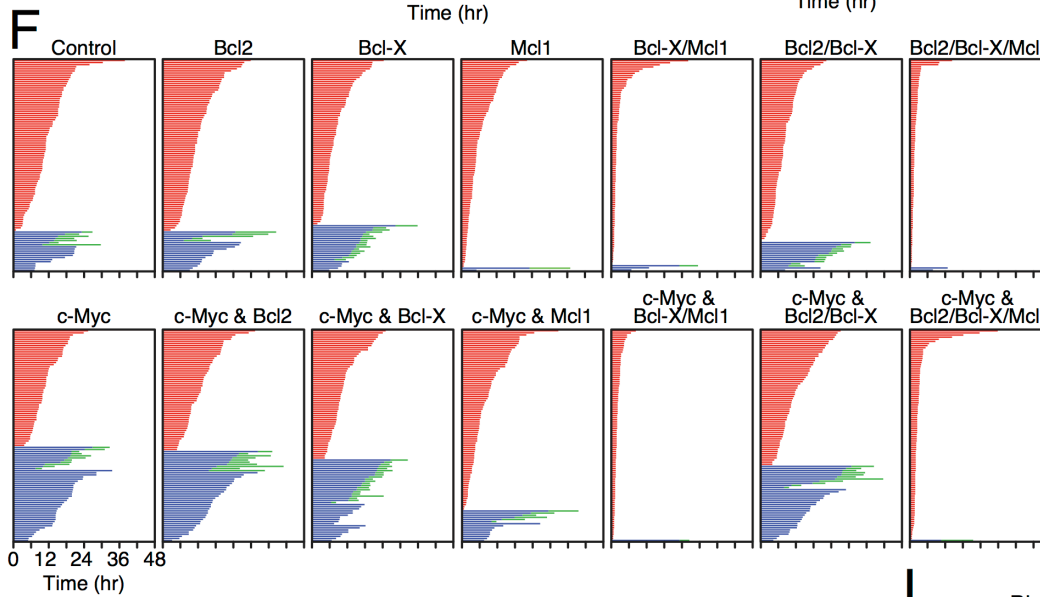 Time (hr)
Time (hr)
F
Control
Bcl2
Bcl-X
Mcl1
Bcl-X/Mcl1
Bcl2/Bcl-X
Bcl2/Bcl-X/Mcl
c-Myc
c-Myc & Bcl2
c-Myc & Bcl-X
c-Myc & Mcl1
c-Myc &
Bcl-X/Mcl1
c-Myc &
Bcl2/Bcl-X
c-Myc &
Bcl2/Bcl-X/Mcl
0 12 24 36 48
Time (hr)